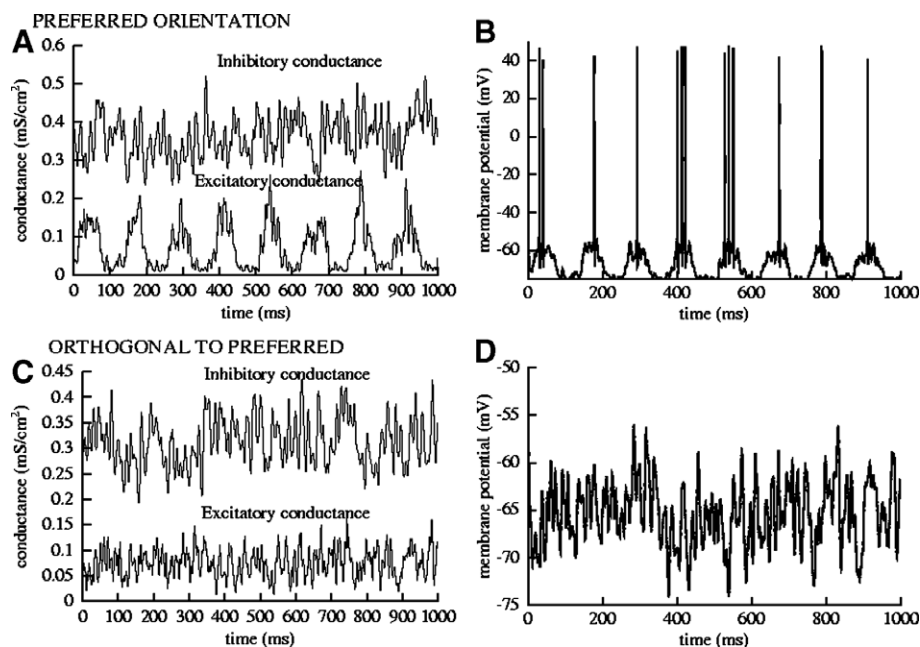 PREFERRED ORIENTATION
A
0.6
0.5
0.4
0.3
0.2
0.1
0
conductance (mS/cm²)
Inhibitory conductance
Excitatory conductance
0 100 200 300 400 500 600 700 800 900 1000
time (ms)
B
40
20
0
-20
-40
-60
membrane potential (mV)
0 200 400 600 800 1000
time (ms)
ORTHOGONAL TO PREFERRED
C
0.45
0.4
0.35
0.3
0.25
0.2
0.15
0.1
0.05
0
conductance (mS/cm²)
Inhibitory conductance
Excitatory conductance
0 100 200 300 400 500 600 700 800 900 1000
time (ms)
D
-50
-55
-60
-65
-70
-75
membrane potential (mV)
0 200 400 600 800 1000
time (ms)